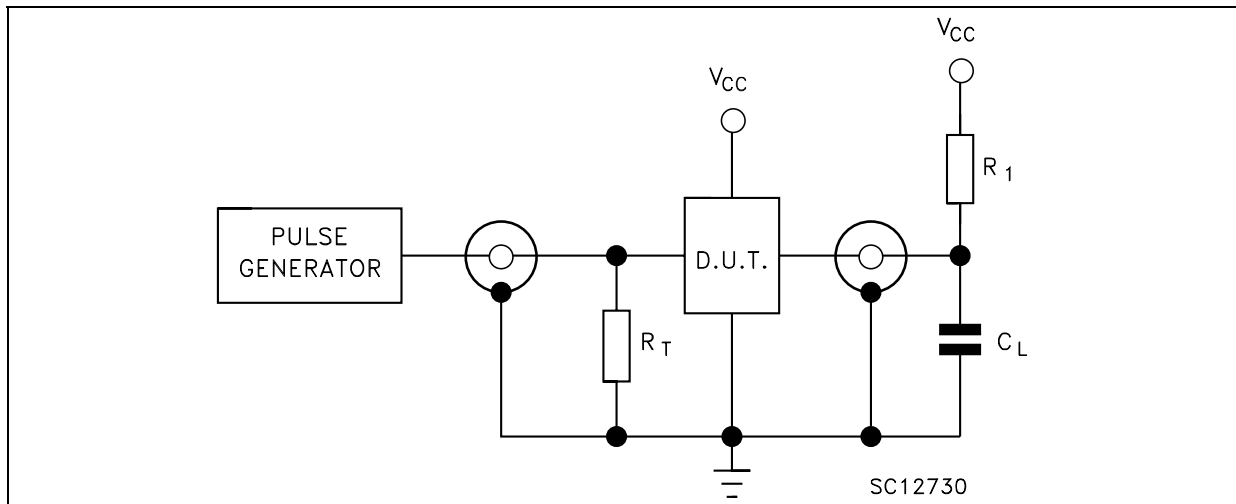 V_CC
V_CC
R_1
PULSE
GENERATOR
D.U.T.
R_T
C_L
SC12730